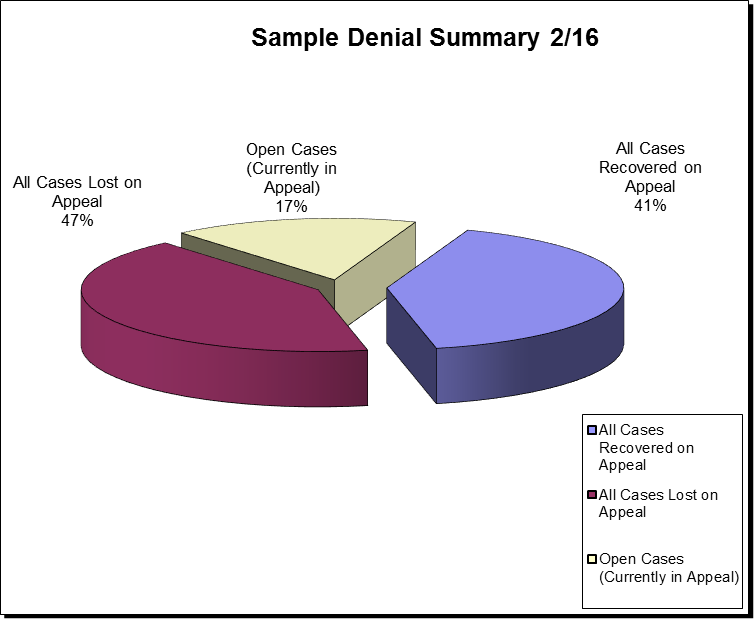 Sample Denial Summary 2/16
All Cases Lost on
Appeal
47%
Open Cases
(Currently in
Appeal)
17%
All Cases
Recovered on
Appeal
41%
All Cases
Recovered on
Appeal
All Cases Lost on
Appeal
Open Cases
(Currently in Appeal)